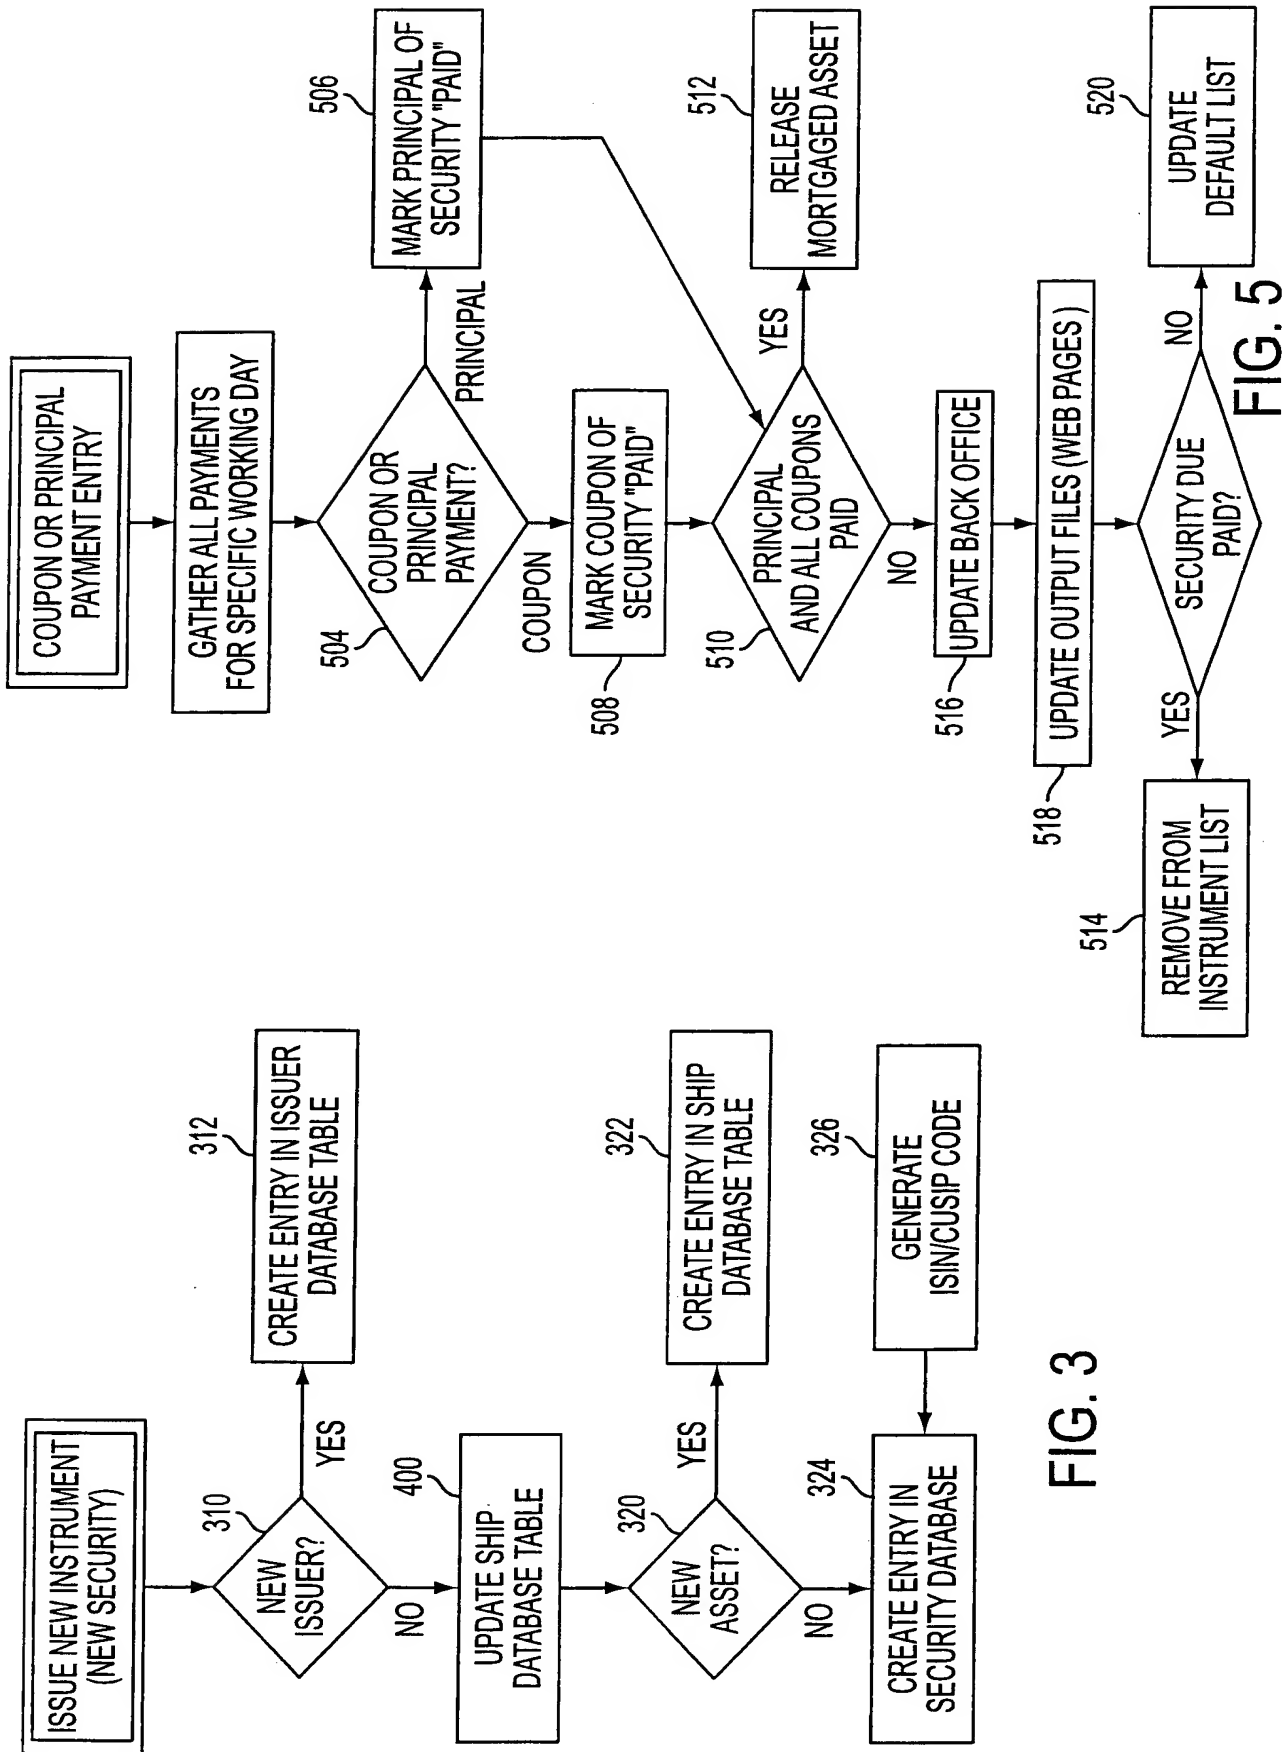 ISSUE NEW INSTRUMENT
(NEW SECURITY)
310
NEW
ISSUER?
YES
312
CREATE ENTRY IN ISSUER
DATABASE TABLE
NO
400
UPDATE SHIP
DATABASE TABLE
320
NEW
ASSET?
YES
322
CREATE ENTRY IN SHIP
DATABASE TABLE
NO
324
CREATE ENTRY IN
SECURITY DATABASE
326
GENERATE
ISIN/CUSIP CODE
FIG. 3
COUPON OR PRINCIPAL
PAYMENT ENTRY
GATHER ALL PAYMENTS
FOR SPECIFIC WORKING DAY
504
COUPON OR
PRINCIPAL
PAYMENT?
PRINCIPAL
506
MARK PRINCIPAL OF
SECURITY "PAID"
COUPON
508
MARK COUPON OF
SECURITY "PAID"
510
PRINCIPAL
AND ALL COUPONS
PAID
YES
512
RELEASE
MORTGAGED ASSET
NO
516
UPDATE BACK OFFICE
518
UPDATE OUTPUT FILES (WEB PAGES )
SECURITY DUE
PAID?
YES
514
REMOVE FROM
INSTRUMENT LIST
NO
520
UPDATE
DEFAULT LIST
FIG. 5